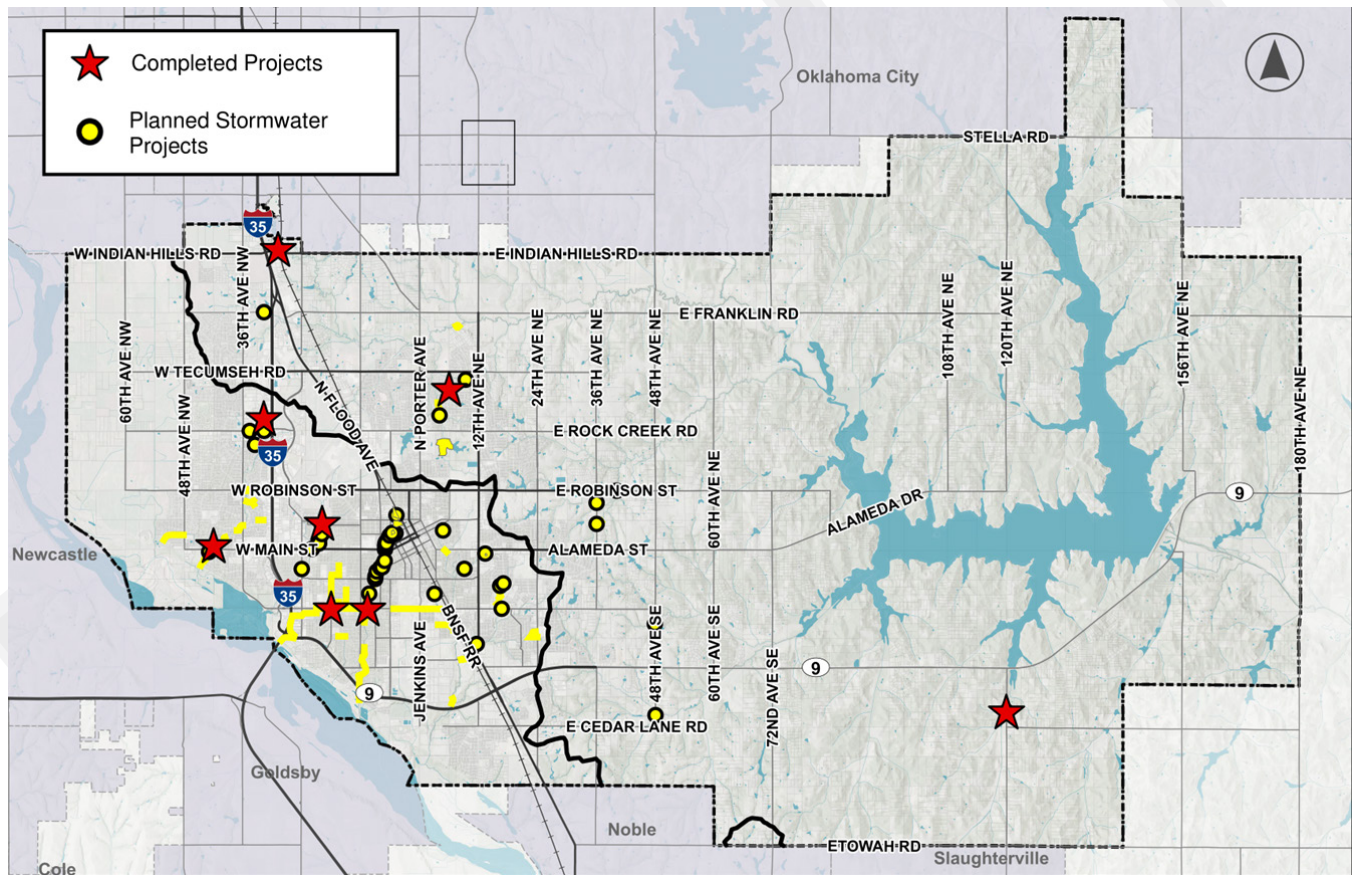 Completed Projects
Planned Stormwater
Projects
Oklahoma City
STELLA RD
35
W INDIAN HILLS RD
E INDIAN HILLS RD
36TH AVE NW
E FRANKLIN RD
60TH AVE NW
W TECUMSEH RD
N PORTER AVE
12TH AVE NE
24TH AVE NE
36TH AVE NE
48TH AVE NE
108TH AVE NE
120TH AVE NE
156TH AVE NE
180TH AVE NE
48TH AVE NW
N FLOOD AVE
E ROCK CREEK RD
35
W ROBINSON ST
E ROBINSON ST
60TH AVE NE
ALAMEDA DR
9
Newcastle
W MAIN ST
ALAMEDA ST
35
BNSF RR
JENKINS AVE
48TH AVE SE
60TH AVE SE
72ND AVE SE
9
9
E CEDAR LANE RD
Goldsby
Noble
ETOWAH RD
Slaughterville
Cole